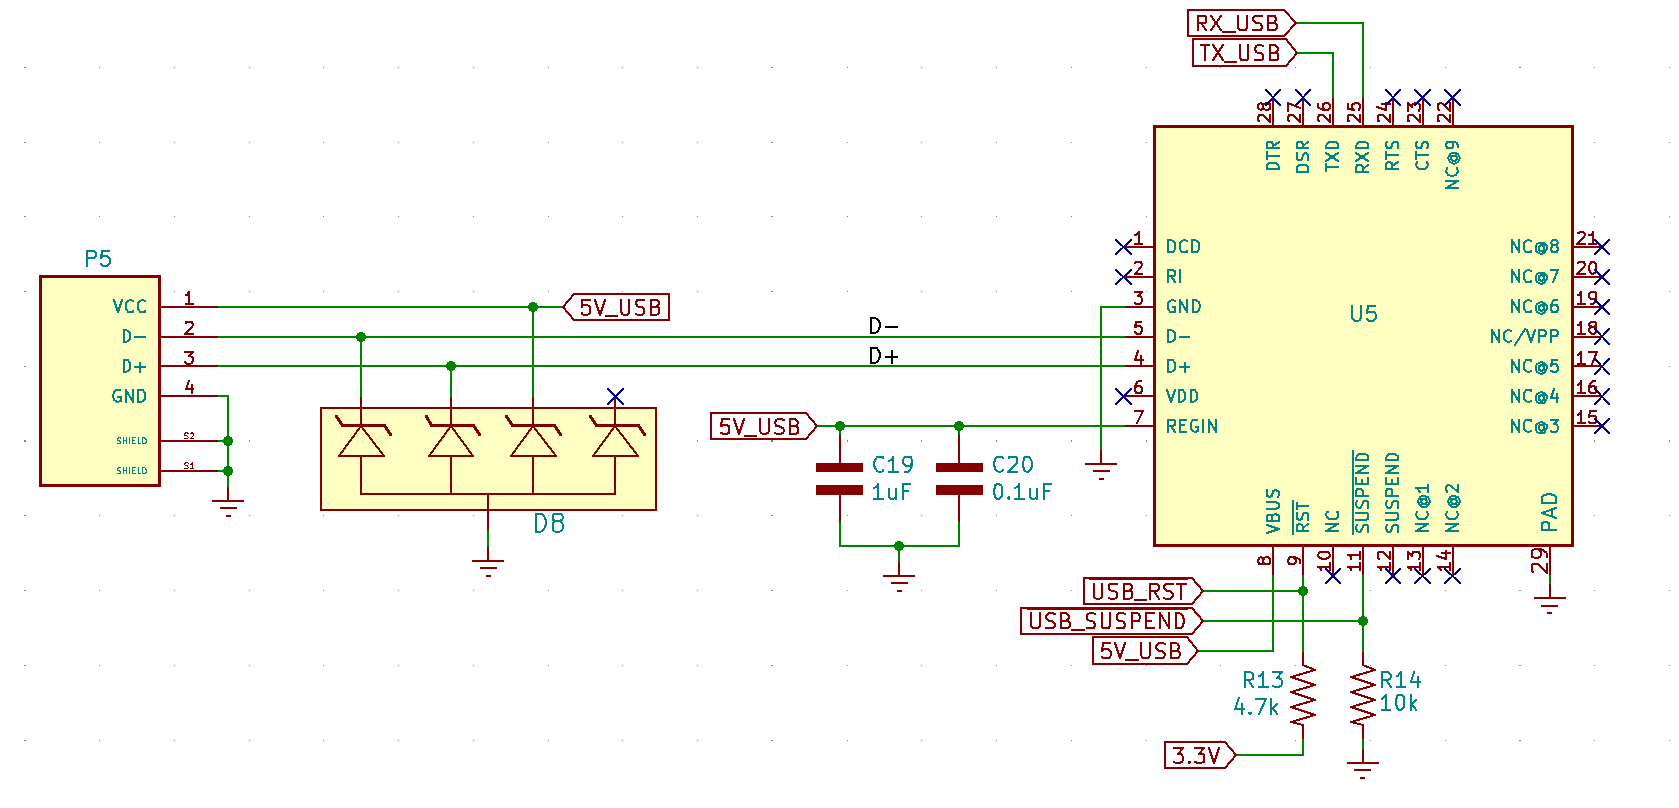 RX_USB
TX_USB
28 27 26 25 24 23 22
DTR DSR TXD RXD RTS CTS NC@9
P5
VCC 1
D- 2
D+ 3
GND 4
SHIELD S2
SHIELD S1
5V_USB
D-
D+
D8
5V_USB
C19
1uF
C20
0.1uF
U5
1 DCD
2 RI
3 GND
5 D-
4 D+
6 VDD
7 REGIN
NC@8 21
NC@7 20
NC@6 19
NC/VPP 18
NC@5 17
NC@4 16
NC@3 15
VBUS RST NC SUSPEND SUSPEND NC@1 NC@2 PAD
8 9 10 11 12 13 14 29
USB_RST
USB_SUSPEND
5V_USB
R13
4.7k
R14
10k
3.3V